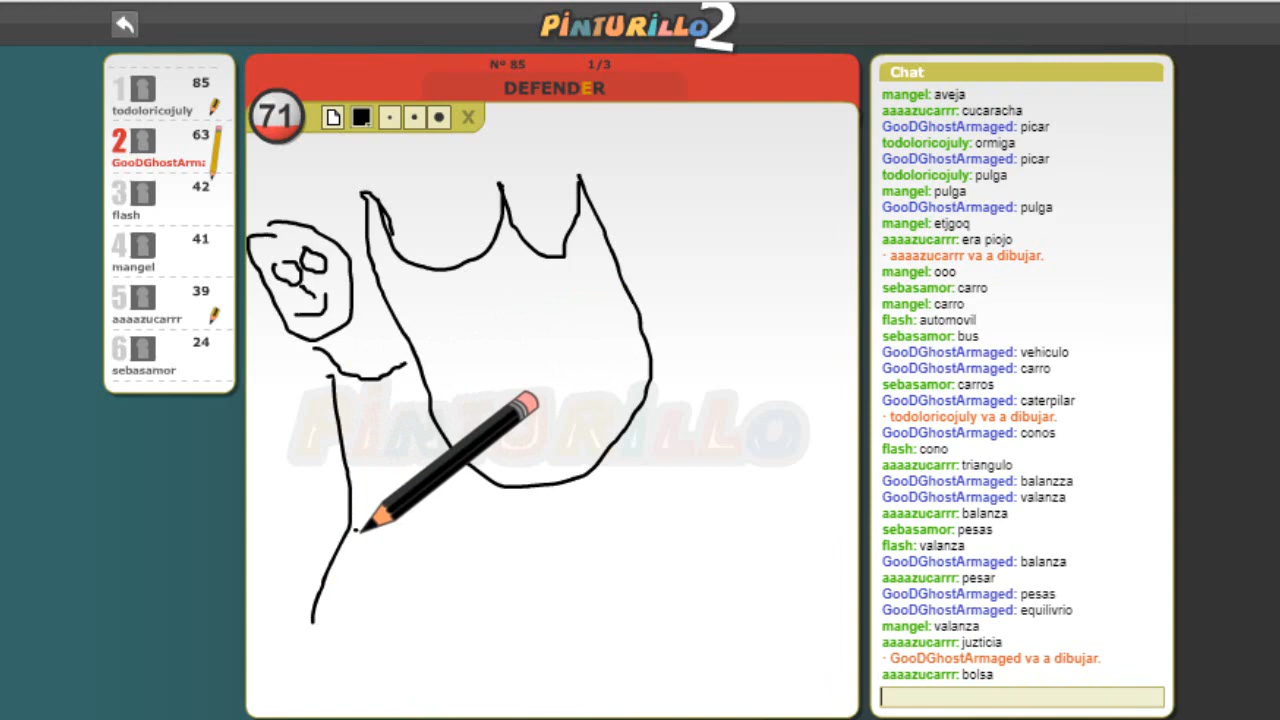 PiNTURiLLO2
1 85
todoloricojuly
2 63
GooDGhostArma
3 42
flash
4 41
mangel
5 39
aaaazucarrr
6 24
sebasamor
Nº 85 1/3
DEFENDER
71
X
PiNTURiLLO
Chat
mangel: aveja
aaaazucarrr: cucaracha
GooDGhostArmaged: picar
todoloricojuly: ormiga
GooDGhostArmaged: picar
todoloricojuly: pulga
mangel: pulga
GooDGhostArmaged: pulga
mangel: etjgoq
aaaazucarrr: era piojo
· aaaazucarrr va a dibujar.
mangel: ooo
sebasamor: carro
mangel: carro
flash: automovil
sebasamor: bus
GooDGhostArmaged: vehiculo
GooDGhostArmaged: carro
sebasamor: carros
GooDGhostArmaged: caterpilar
· todoloricojuly va a dibujar.
GooDGhostArmaged: conos
flash: cono
aaaazucarrr: triangulo
GooDGhostArmaged: balanzza
GooDGhostArmaged: valanza
aaaazucarrr: balanza
sebasamor: pesas
flash: valanza
GooDGhostArmaged: balanza
aaaazucarrr: pesar
GooDGhostArmaged: pesas
GooDGhostArmaged: equilivrio
mangel: valanza
aaaazucarrr: juzticia
· GooDGhostArmaged va a dibujar.
aaaazucarrr: bolsa